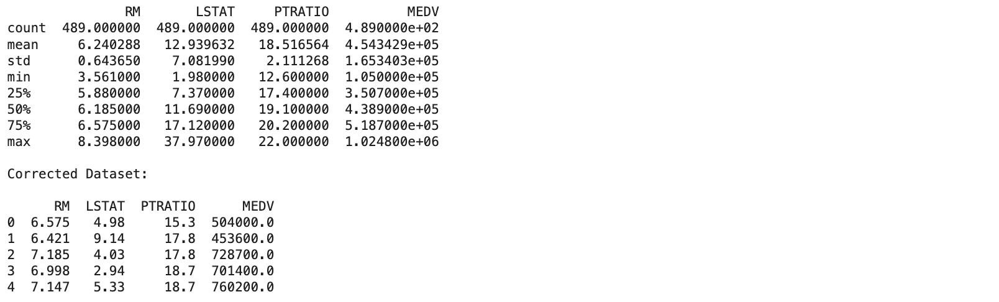 RM LSTAT PTRATIO MEDV
count 489.000000 489.000000 489.000000 4.890000e+02
mean 6.240288 12.939632 18.516564 4.543429e+05
std 0.643650 7.081990 2.111268 1.653403e+05
min 3.561000 1.980000 12.600000 1.050000e+05
25% 5.880000 7.370000 17.400000 3.507000e+05
50% 6.185000 11.690000 19.100000 4.389000e+05
75% 6.575000 17.120000 20.200000 5.187000e+05
max 8.398000 37.970000 22.000000 1.024800e+06
Corrected Dataset:
RM LSTAT PTRATIO MEDV
0 6.575 4.98 15.3 504000.0
1 6.421 9.14 17.8 453600.0
2 7.185 4.03 17.8 728700.0
3 6.998 2.94 18.7 701400.0
4 7.147 5.33 18.7 760200.0